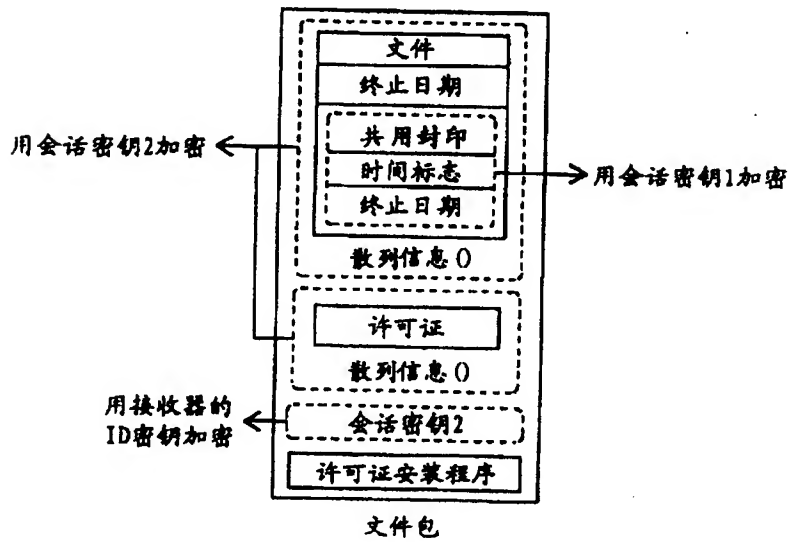 文件
终止日期
共用封印
时间标志
终止日期
散列信息()
用会话密钥2加密
用会话密钥1加密
许可证
散列信息()
用接收器的
ID密钥加密
会话密钥2
许可证安装程序
文件包